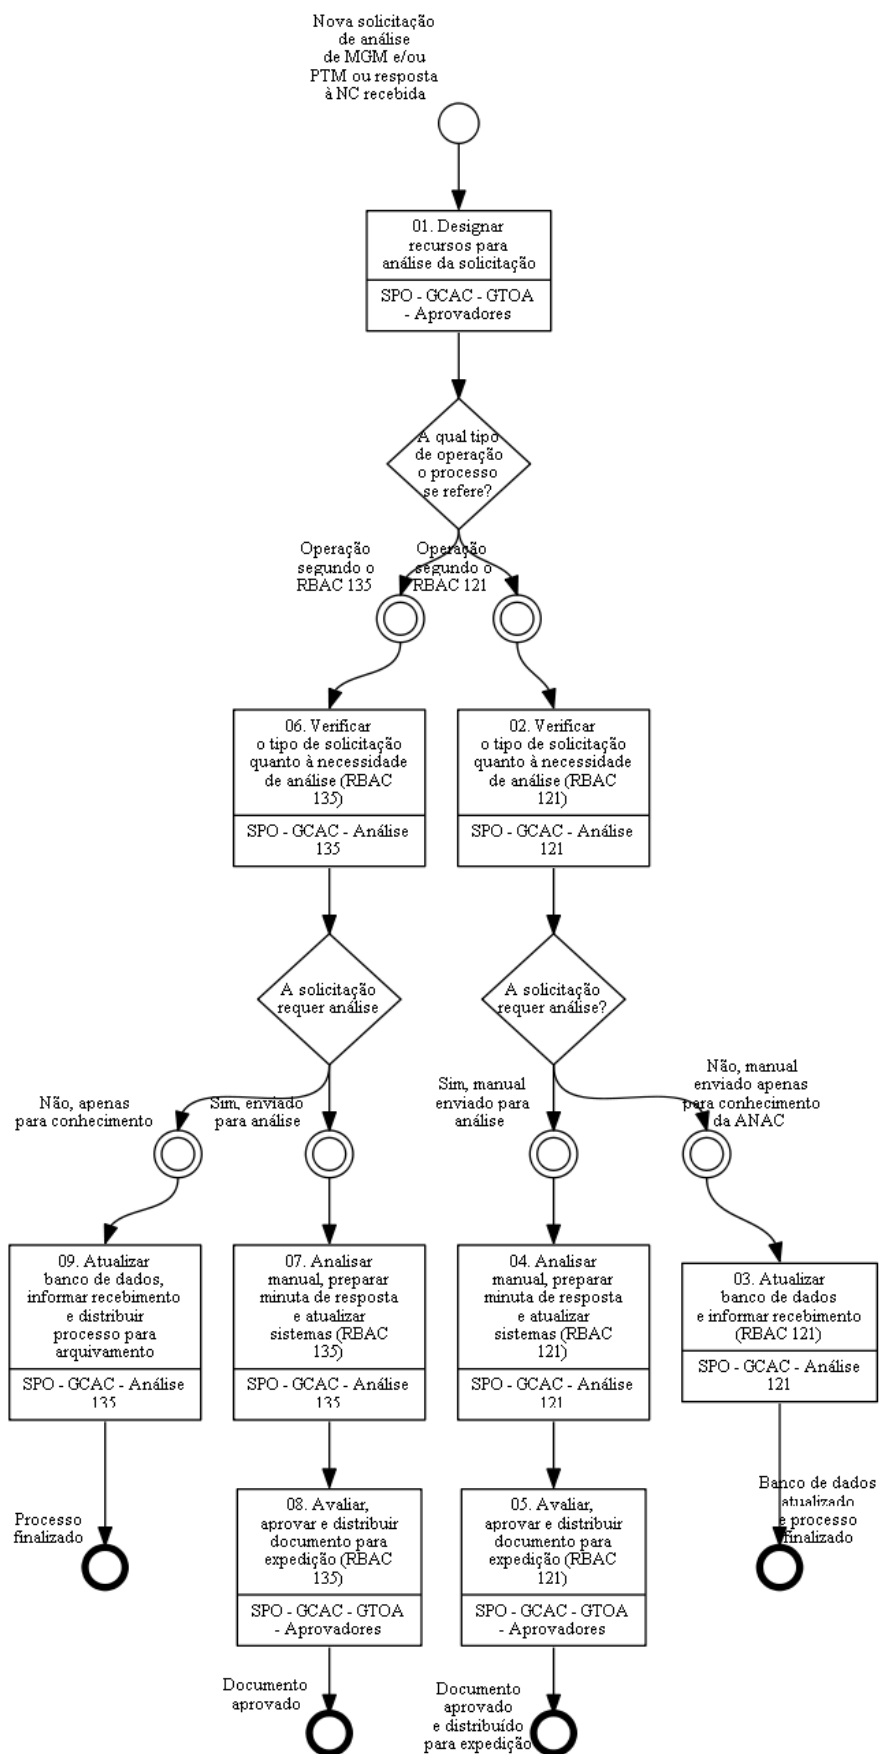 Nova solicitação
de análise
de MGM e/ou
PTM ou resposta
à NC recebida
01. Designar
recursos para
análise da solicitação
SPO - GCAC - GTOA
- Aprovadores
A qual tipo
de operação
o processo
se refere?
Operação
segundo o
RBAC 135
Operação
segundo o
RBAC 121
06. Verificar
o tipo de solicitação
quanto à necessidade
de análise (RBAC
135)
SPO - GCAC - Análise
135
02. Verificar
o tipo de solicitação
quanto à necessidade
de análise (RBAC
121)
SPO - GCAC - Análise
121
A solicitação
requer análise
A solicitação
requer análise?
Não, apenas
para conhecimento
Sim, enviado
para análise
Sim, manual
enviado para
análise
Não, manual
enviado apenas
para conhecimento
da ANAC
09. Atualizar
banco de dados,
informar recebimento
e distribuir
processo para
arquivamento
SPO - GCAC - Análise
135
07. Analisar
manual, preparar
minuta de resposta
e atualizar
sistemas (RBAC
135)
SPO - GCAC - Análise
135
04. Analisar
manual, preparar
minuta de resposta
e atualizar
sistemas (RBAC
121)
SPO - GCAC - Análise
121
03. Atualizar
banco de dados
e informar recebimento
(RBAC 121)
SPO - GCAC - Análise
121
Processo
finalizado
08. Avaliar,
aprovar e distribuir
documento para
expedição (RBAC
135)
SPO - GCAC - GTOA
- Aprovadores
05. Avaliar,
aprovar e distribuir
documento para
expedição (RBAC
121)
SPO - GCAC - GTOA
- Aprovadores
Banco de dados
atualizado
e processo
finalizado
Documento
aprovado
Documento
aprovado
e distribuído
para expedição